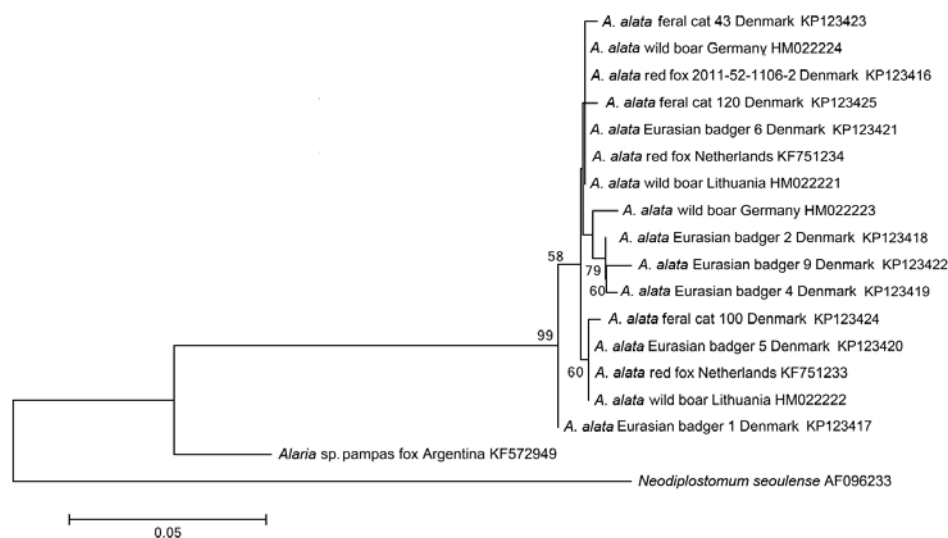 A. alata feral cat 43 Denmark KP123423
A. alata wild boar Germany HM022224
A. alata red fox 2011-52-1106-2 Denmark KP123416
A. alata feral cat 120 Denmark KP123425
A. alata Eurasian badger 6 Denmark KP123421
A. alata red fox Netherlands KF751234
A. alata wild boar Lithuania HM022221
A. alata wild boar Germany HM022223
A. alata Eurasian badger 2 Denmark KP123418
58
79
A. alata Eurasian badger 9 Denmark KP123422
60
A. alata Eurasian badger 4 Denmark KP123419
A. alata feral cat 100 Denmark KP123424
99
A. alata Eurasian badger 5 Denmark KP123420
60
A. alata red fox Netherlands KF751233
A. alata wild boar Lithuania HM022222
A. alata Eurasian badger 1 Denmark KP123417
Alaria sp. pampas fox Argentina KF572949
Neodiplostomum seoulense AF096233
0.05